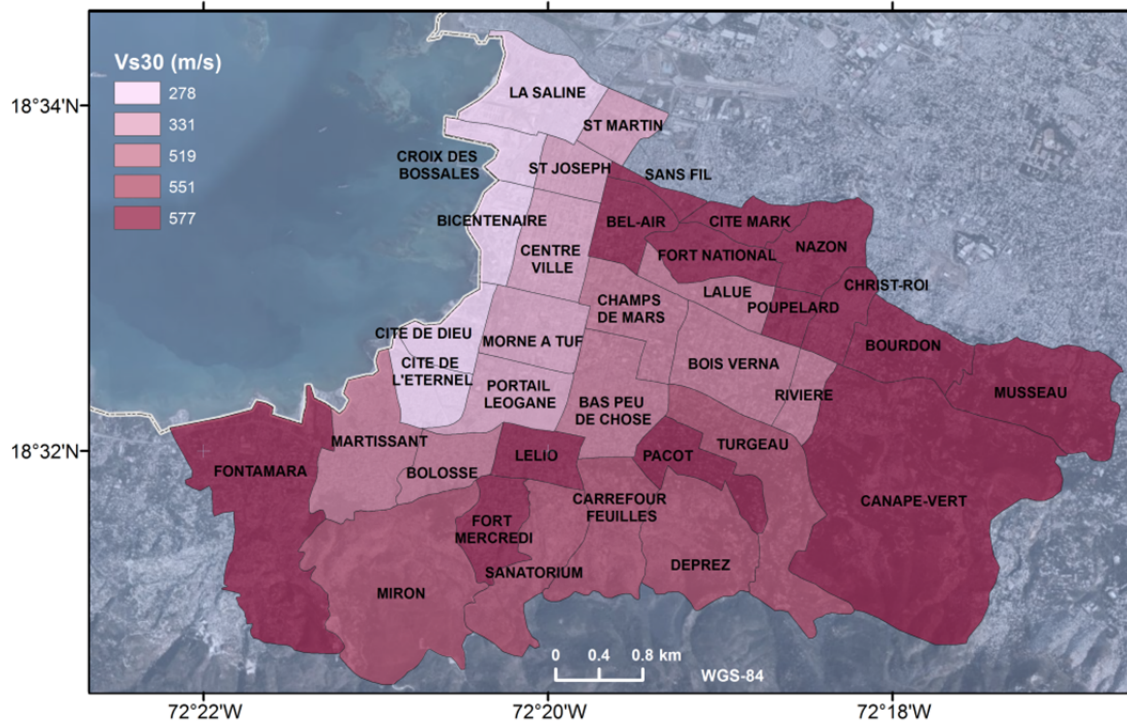 Vs30 (m/s)
278
331
519
551
577
18°34'N
18°32'N
72°22'W
72°20'W
72°18'W
LA SALINE
ST MARTIN
CROIX DES
BOSSALES
ST JOSEPH
SANS FIL
BICENTENAIRE
BEL-AIR
CITE MARK
CENTRE
VILLE
FORT NATIONAL
NAZON
CHRIST-ROI
LALUE
POUPELARD
CHAMPS
DE MARS
CITE DE DIEU
MORNE A TUF
BOURDON
CITE DE
L'ETERNEL
BOIS VERNA
PORTAIL
LEOGANE
RIVIERE
MUSSEAU
BAS PEU
DE CHOSE
MARTISSANT
TURGEAU
LELIO
PACOT
FONTAMARA
BOLOSSE
CANAPE-VERT
CARREFOUR
FEUILLES
FORT
MERCREDI
DEPREZ
SANATORIUM
MIRON
0 0.4 0.8 km
WGS-84